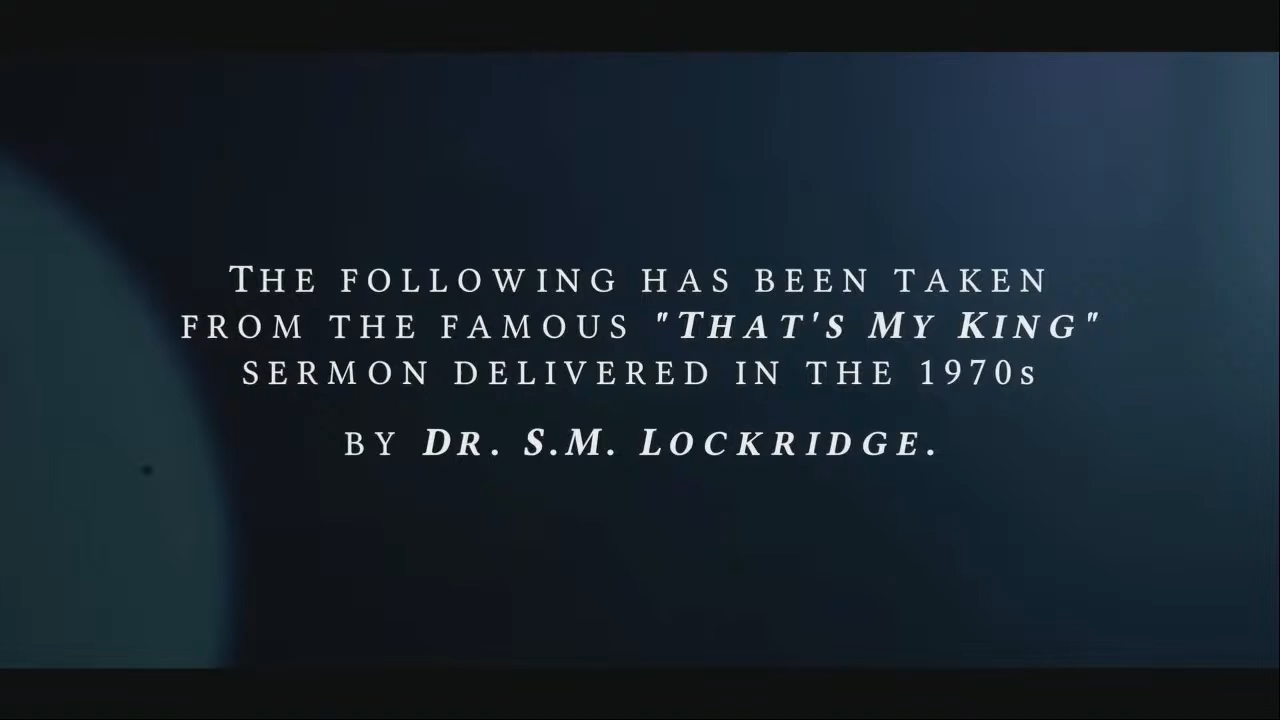 The following has been taken
from the famous "That's My King"
sermon delivered in the 1970s
by Dr. S.M. Lockridge.